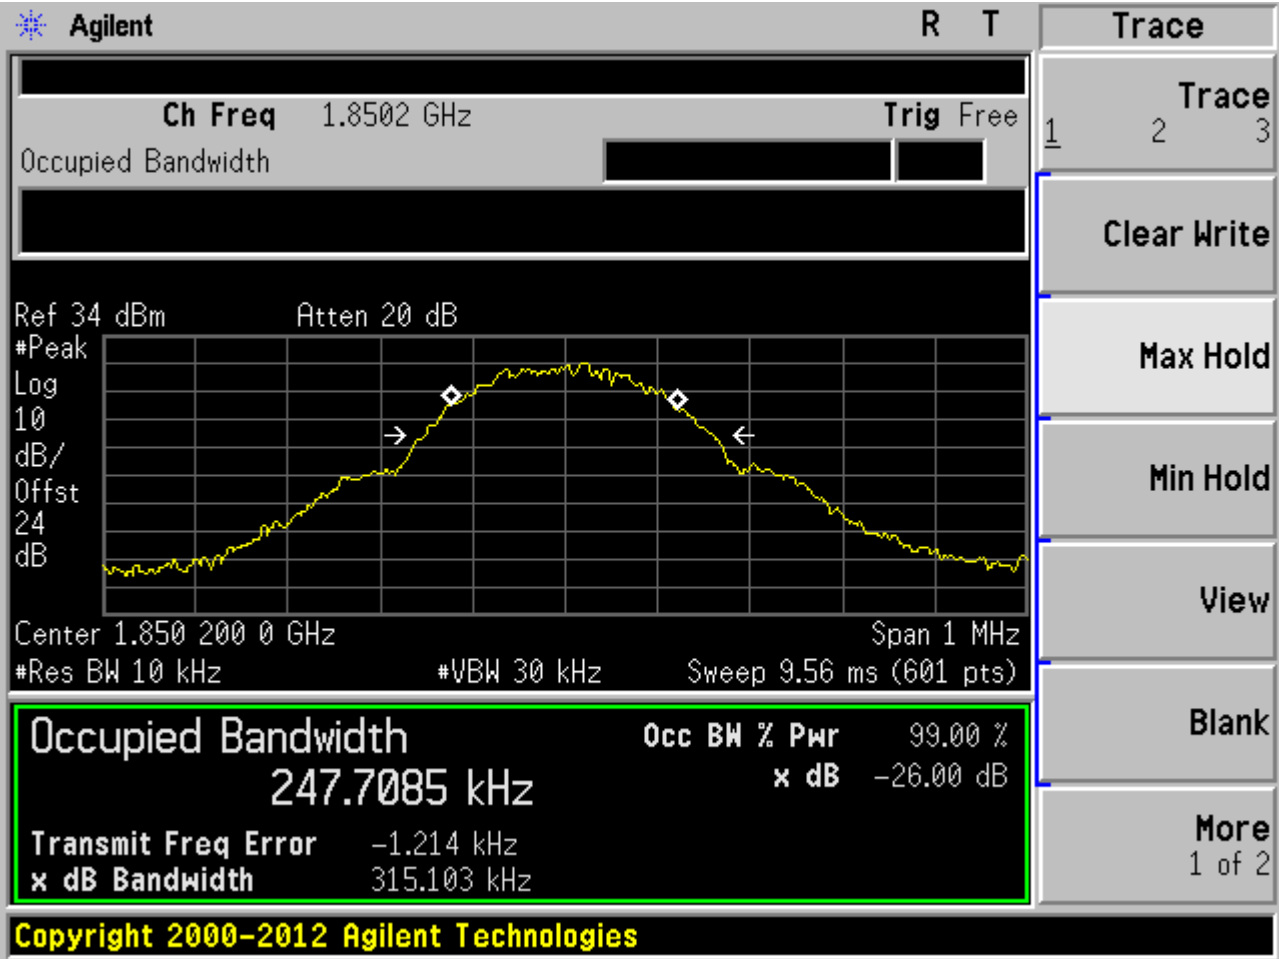 Agilent R T Trace
Ch Freq 1.8502 GHz Trig Free
Occupied Bandwidth
Trace
1 2 3
Clear Write
Max Hold
Min Hold
View
Blank
More
1 of 2
Ref 34 dBm Atten 20 dB
#Peak
Log
10
dB/
Offst
24
dB
Center 1.850 200 0 GHz Span 1 MHz
#Res BW 10 kHz #VBW 30 kHz Sweep 9.56 ms (601 pts)
Occupied Bandwidth Occ BW % Pwr 99.00 %
247.7085 kHz x dB -26.00 dB
Transmit Freq Error -1.214 kHz
x dB Bandwidth 315.103 kHz
Copyright 2000-2012 Agilent Technologies